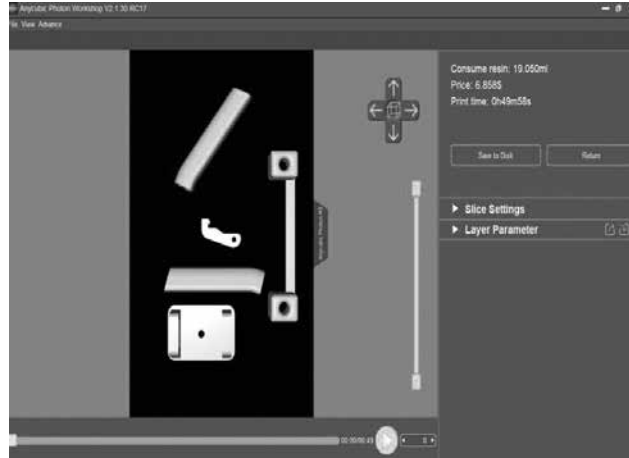 Anycubic Photon Workshop V2.1.30 RC17
File View Advance
Consume resin: 19.050ml
Price: 6.858$
Print time: 0h49m58s
Save to Disk
Return
Slice Settings
Layer Parameter